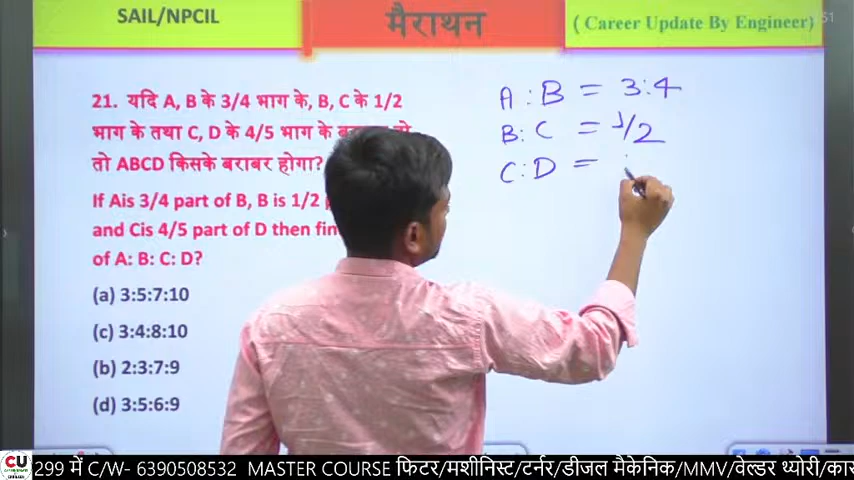 SAIL/NPCIL
मैराथन
( Career Update By Engineer)
21. यदि A, B के 3/4 भाग के, B, C के 1/2
भाग के तथा C, D के 4/5 भाग के
तो ABCD किसके बराबर होगा?
If Ais 3/4 part of B, B is 1/2
and Cis 4/5 part of D then
of A: B: C: D?
(a) 3:5:7:10
(c) 3:4:8:10
(b) 2:3:7:9
(d) 3:5:6:9
A : B = 3:4
B: C = 1/2
C:D =
CU
299 में C/W- 6390508532 MASTER COURSE फिटर/मशीनिस्ट/टर्नर/डीजल मैकेनिक/MMV/वेल्डर थ्योरी/कार